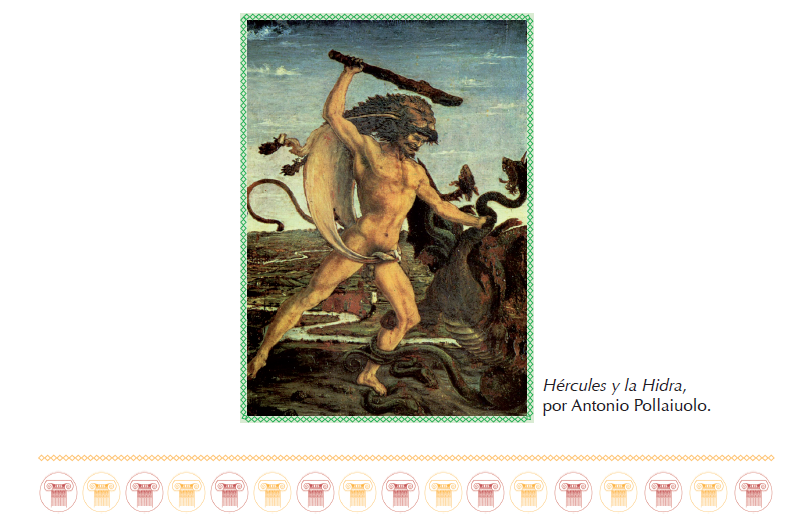 Hércules y la Hidra,
por Antonio Pollaiuolo.